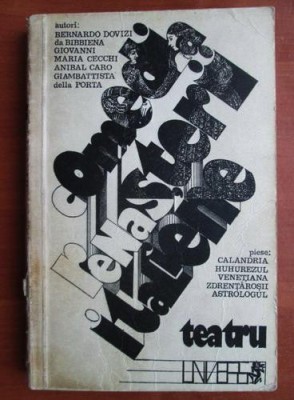 autori:
BERNARDO DOVIZI
da BIBBIENA
GIOVANNI
MARIA CECCHI
ANIBAL CARO
GIAMBATTISTA
della PORTA
comedii
renașterii
italiene
piese:
CALANDRIA
HUHUREZUL
VENEȚIANA
ZDRENȚĂROȘII
ASTROLOGUL
teatru
UNIVERS